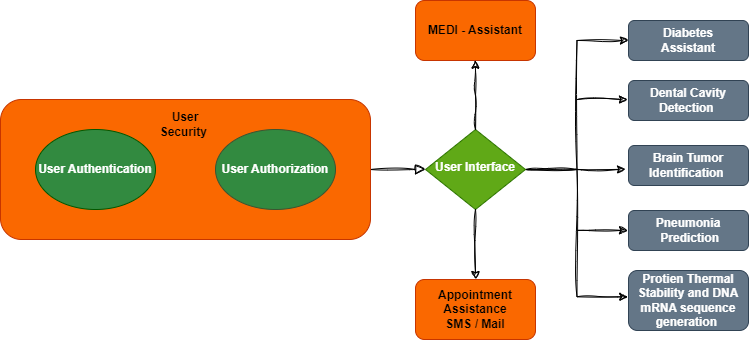 MEDI - Assistant
Diabetes
Assistant
Dental Cavity
Detection
User
Security
User Authentication
User Authorization
User Interface
Brain Tumor
Identification
Pneumonia
Prediction
Appointment
Assistance
SMS / Mail
Protien Thermal
Stability and DNA
mRNA sequence
generation